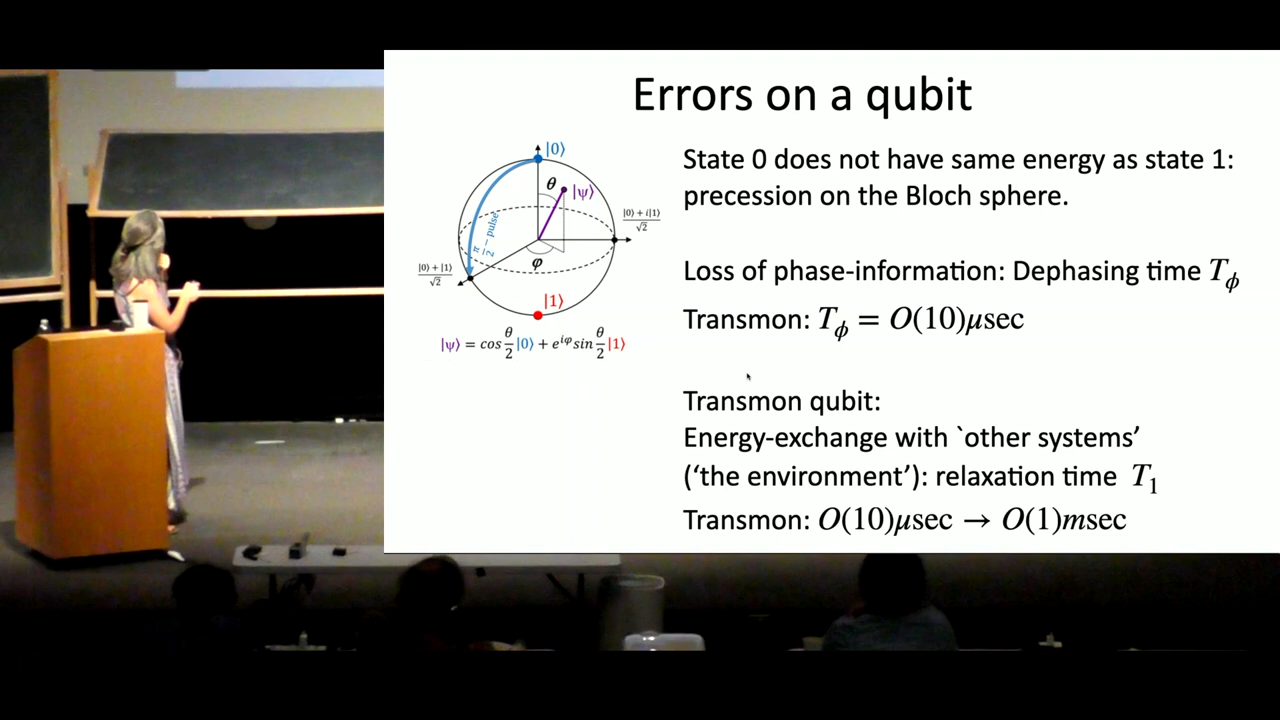 Errors on a qubit
|0⟩
θ
|ψ⟩
|0⟩ + i|1⟩
√2
π/2 − pulse
φ
|0⟩ + |1⟩
√2
|1⟩
|ψ⟩ = cos θ/2 |0⟩ + e^{iφ} sin θ/2 |1⟩
State 0 does not have same energy as state 1:
precession on the Bloch sphere.
Loss of phase-information: Dephasing time T_ϕ
Transmon: T_ϕ = O(10)μsec
Transmon qubit:
Energy-exchange with `other systems’
(‘the environment’): relaxation time T₁
Transmon: O(10)μsec → O(1)msec